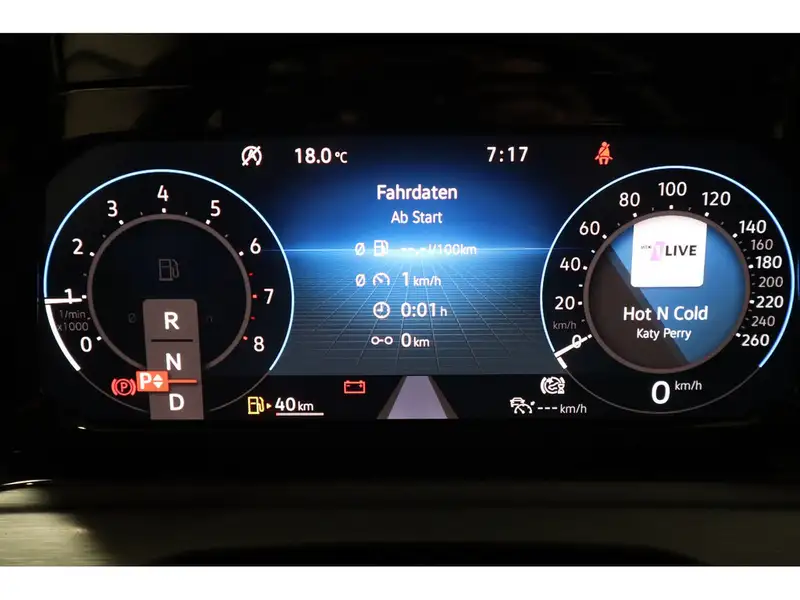 18.0 °C
7:17
Fahrdaten
Ab Start
Ø --,- l/100km
Ø 1 km/h
0:01 h
0 km
0
1
2
3
4
5
6
7
8
1/min
x1000
R
N
P
D
(P)
40 km
0
20
40
60
80
100
120
140
160
180
200
220
240
260
km/h
1LIVE
Hot N Cold
Katy Perry
0 km/h
--- km/h